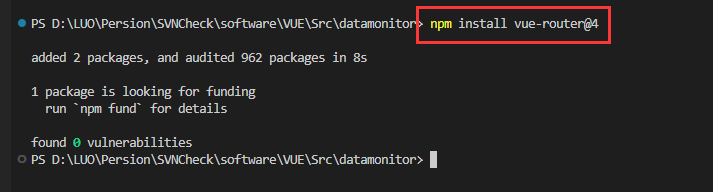 PS D:\LUO\Persion\SVNCheck\software\VUE\Src\datamonitor> npm install vue-router@4
added 2 packages, and audited 962 packages in 8s
1 package is looking for funding
run `npm fund` for details
found 0 vulnerabilities
PS D:\LUO\Persion\SVNCheck\software\VUE\Src\datamonitor>